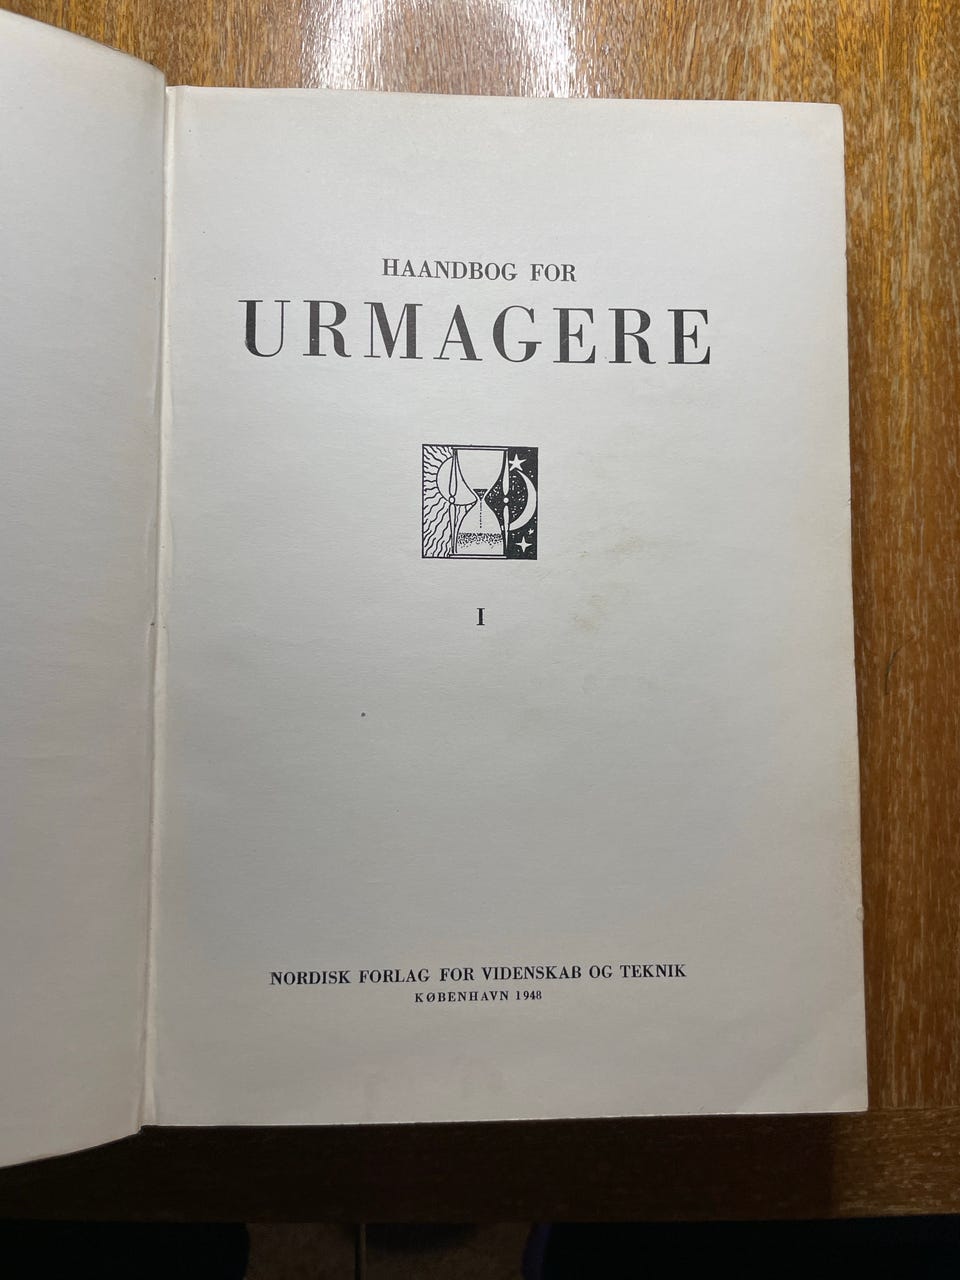 HAANDBOG FOR
URMAGERE
I
NORDISK FORLAG FOR VIDENSKAB OG TEKNIK
KØBENHAVN 1948